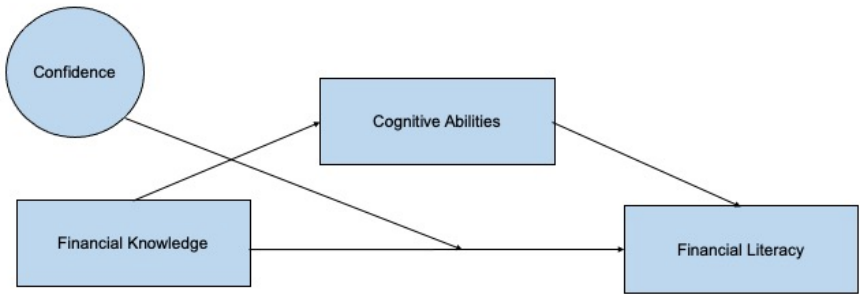 Confidence
Cognitive Abilities
Financial Knowledge
Financial Literacy